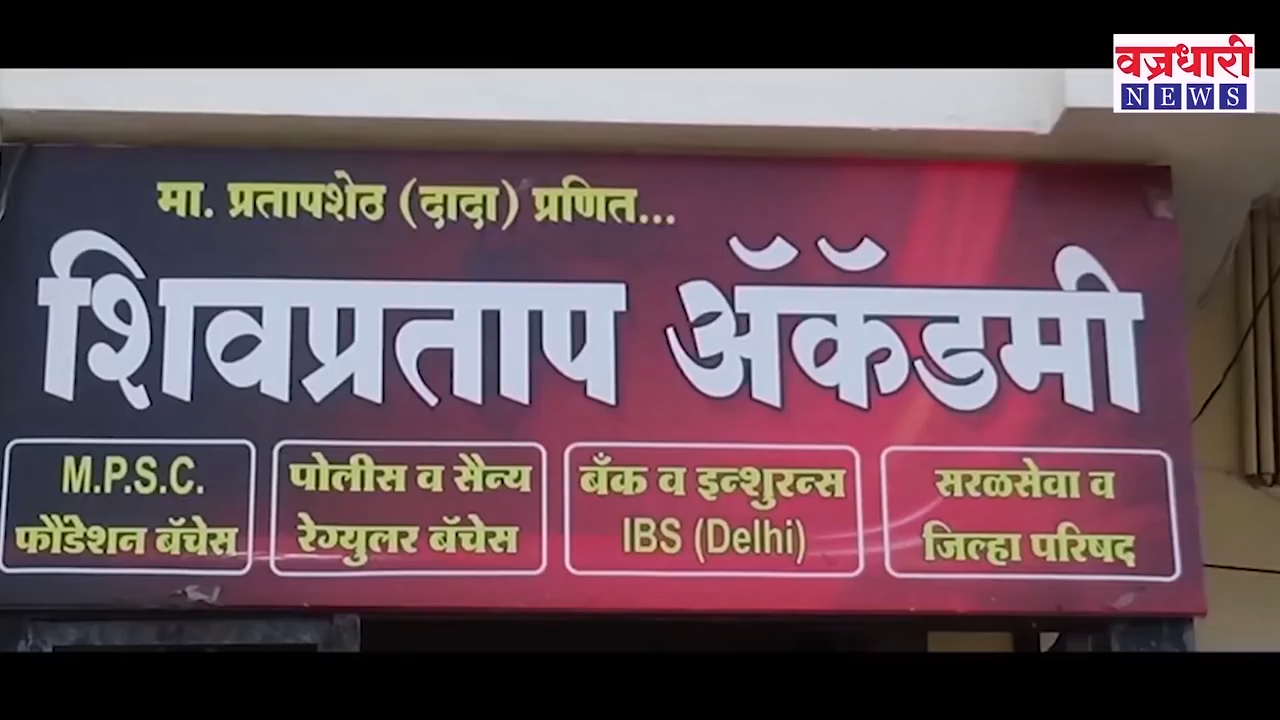 वज्रधारी
NEWS
मा. प्रतापशेठ (दादा) प्रणित...
शिवप्रताप ॲकॅडमी
M.P.S.C.
फौंडेशन बॅचेस
पोलीस व सैन्य
रेग्युलर बॅचेस
बँक व इन्शुरन्स
IBS (Delhi)
सरळसेवा व
जिल्हा परिषद